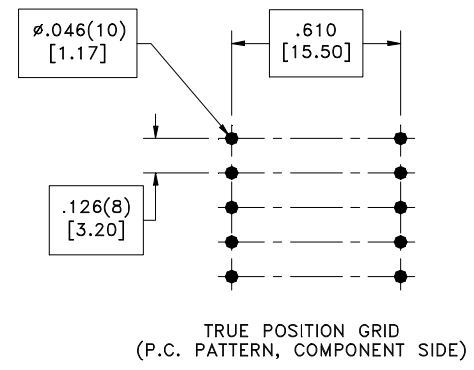 ø.046(10)
[1.17]
.610
[15.50]
.126(8)
[3.20]
TRUE POSITION GRID
(P.C. PATTERN, COMPONENT SIDE)